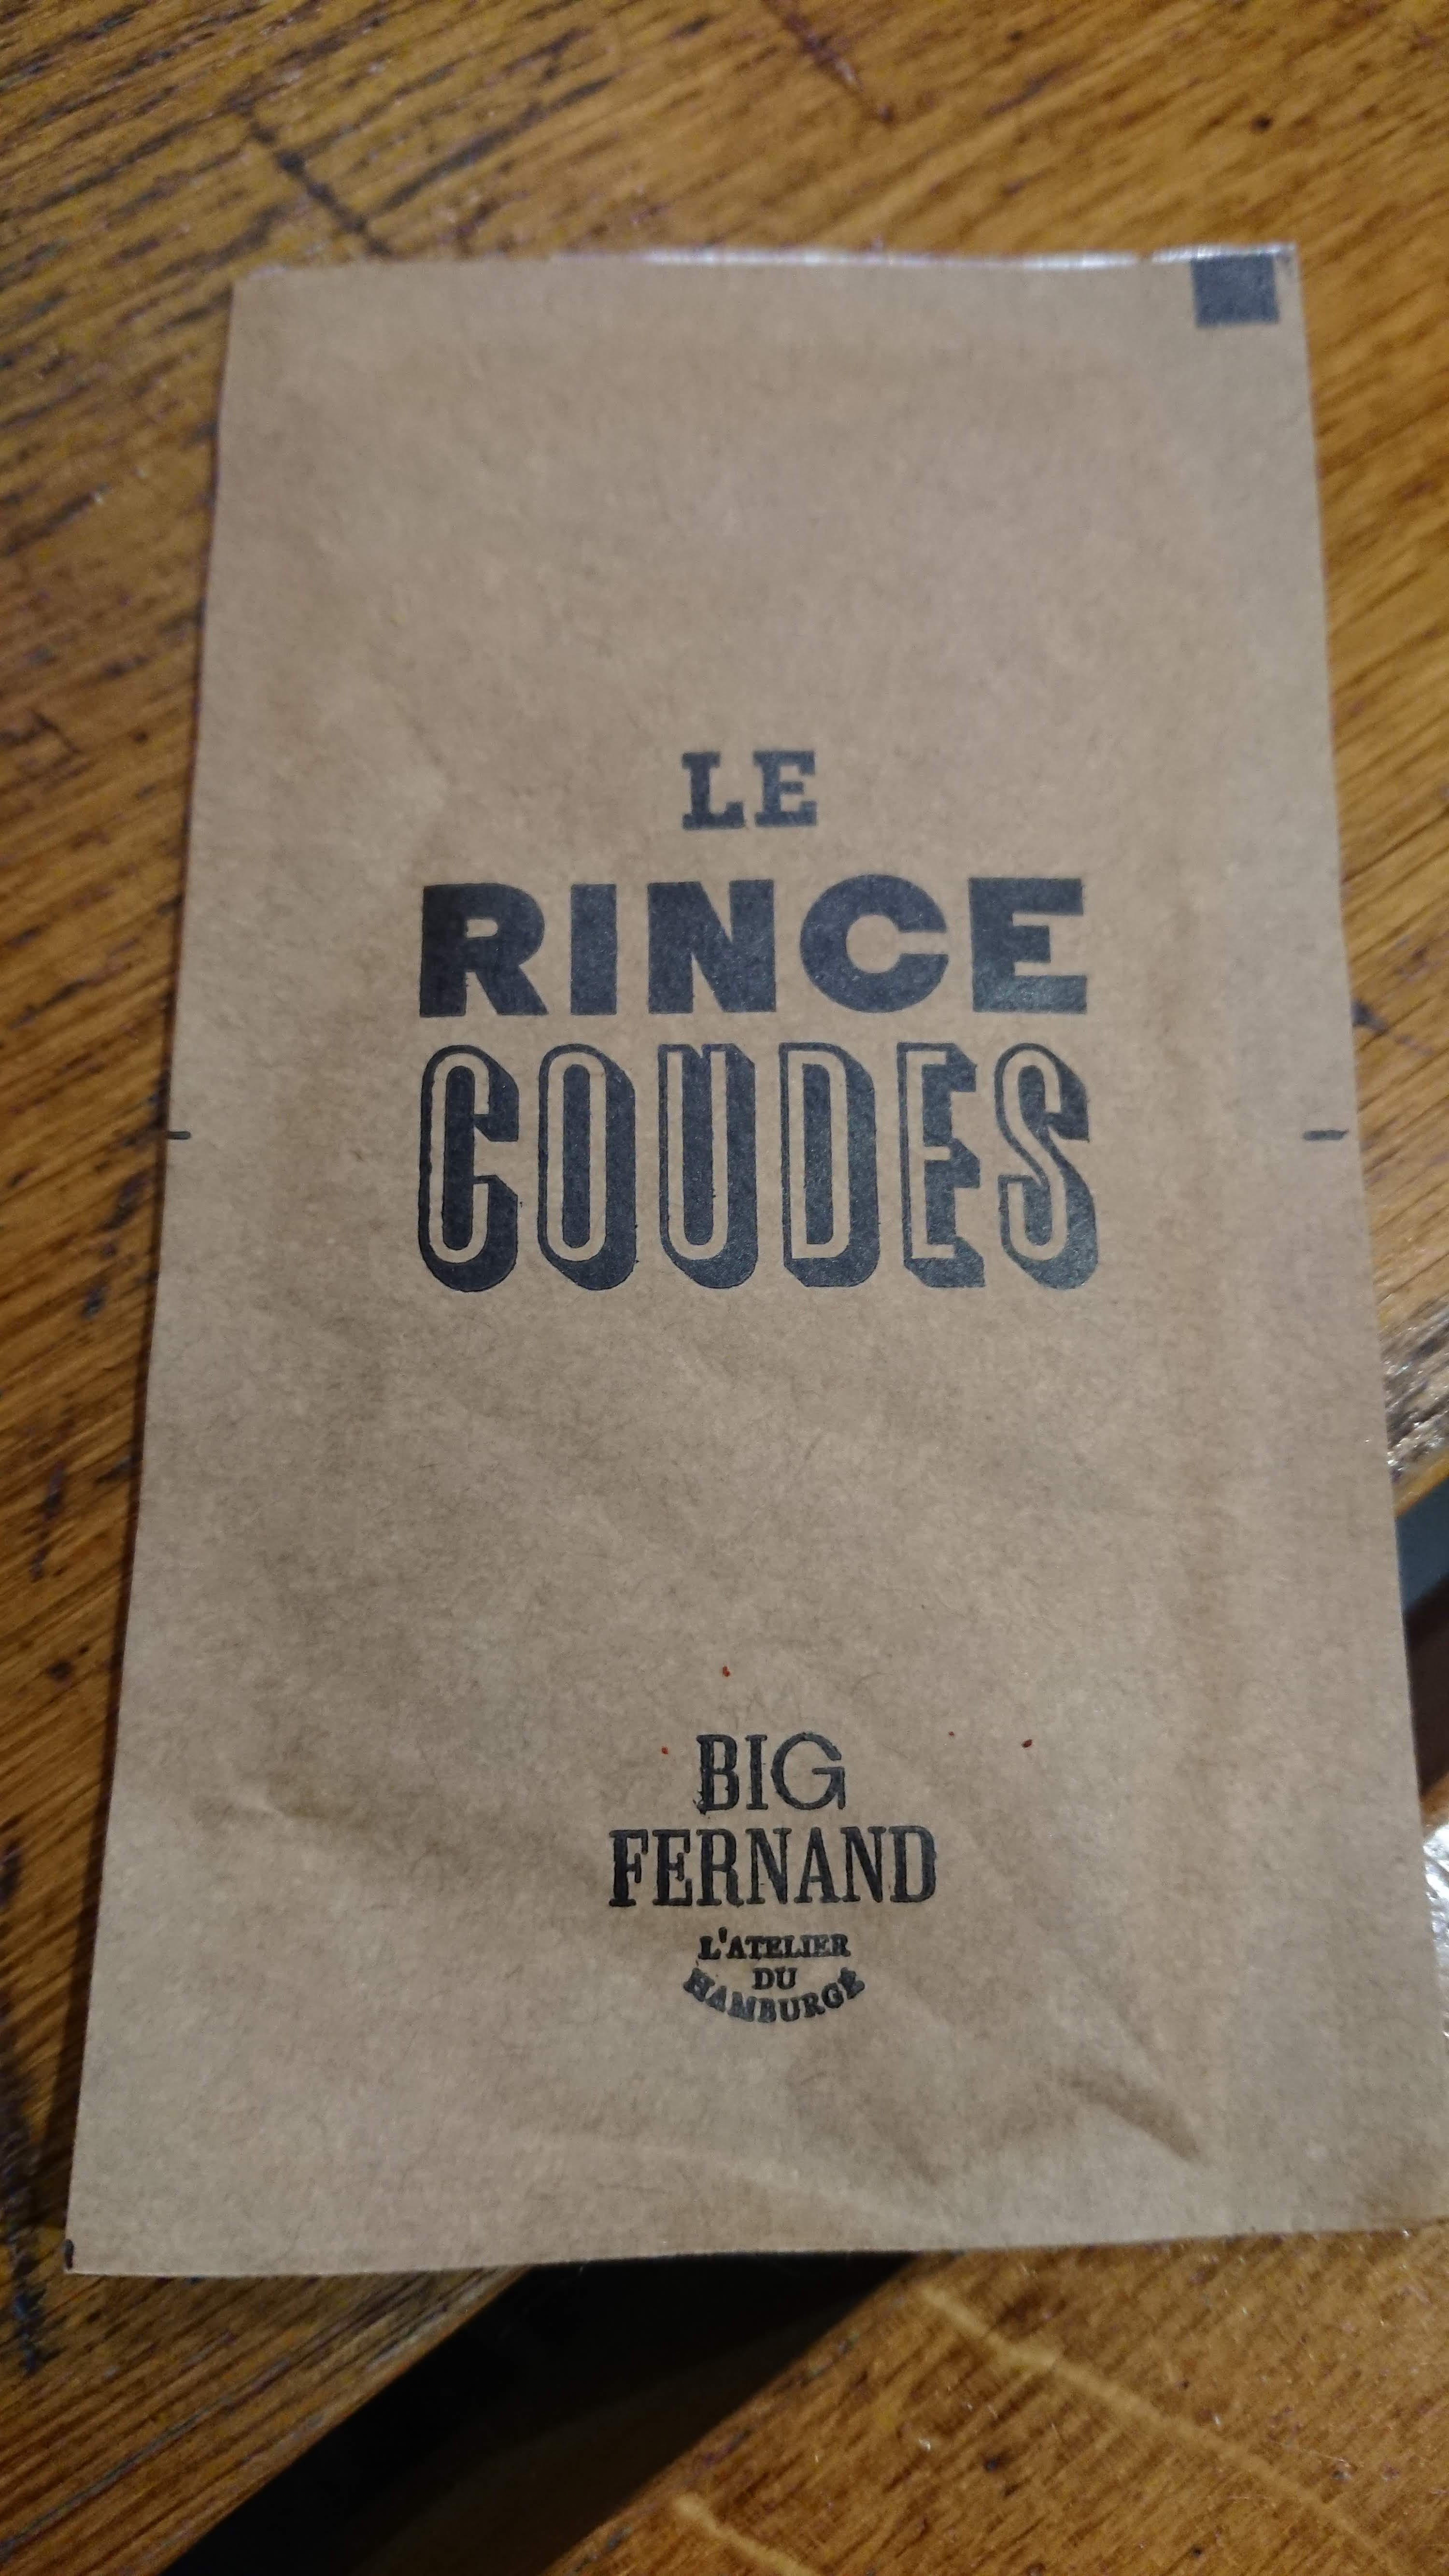 LE
RINCE
COUDES
BIG
FERNAND
L'ATELIER
DU
HAMBURGÉ